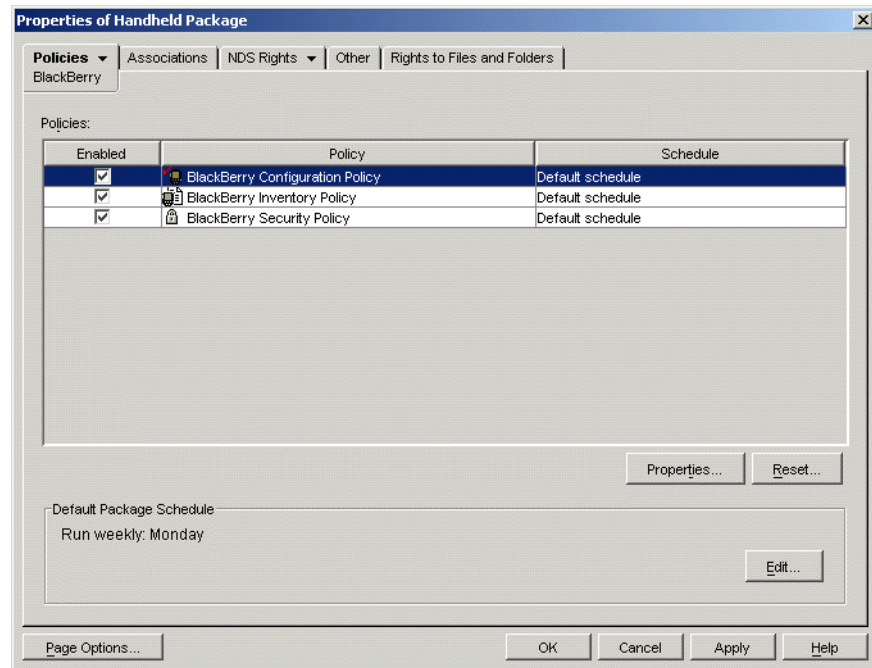 Properties of Handheld Package
Policies Associations NDS Rights Other Rights to Files and Folders
BlackBerry
Policies:
Enabled Policy Schedule
BlackBerry Configuration Policy Default schedule
BlackBerry Inventory Policy Default schedule
BlackBerry Security Policy Default schedule
Properties... Reset...
Default Package Schedule
Run weekly: Monday
Edit...
Page Options... OK Cancel Apply Help